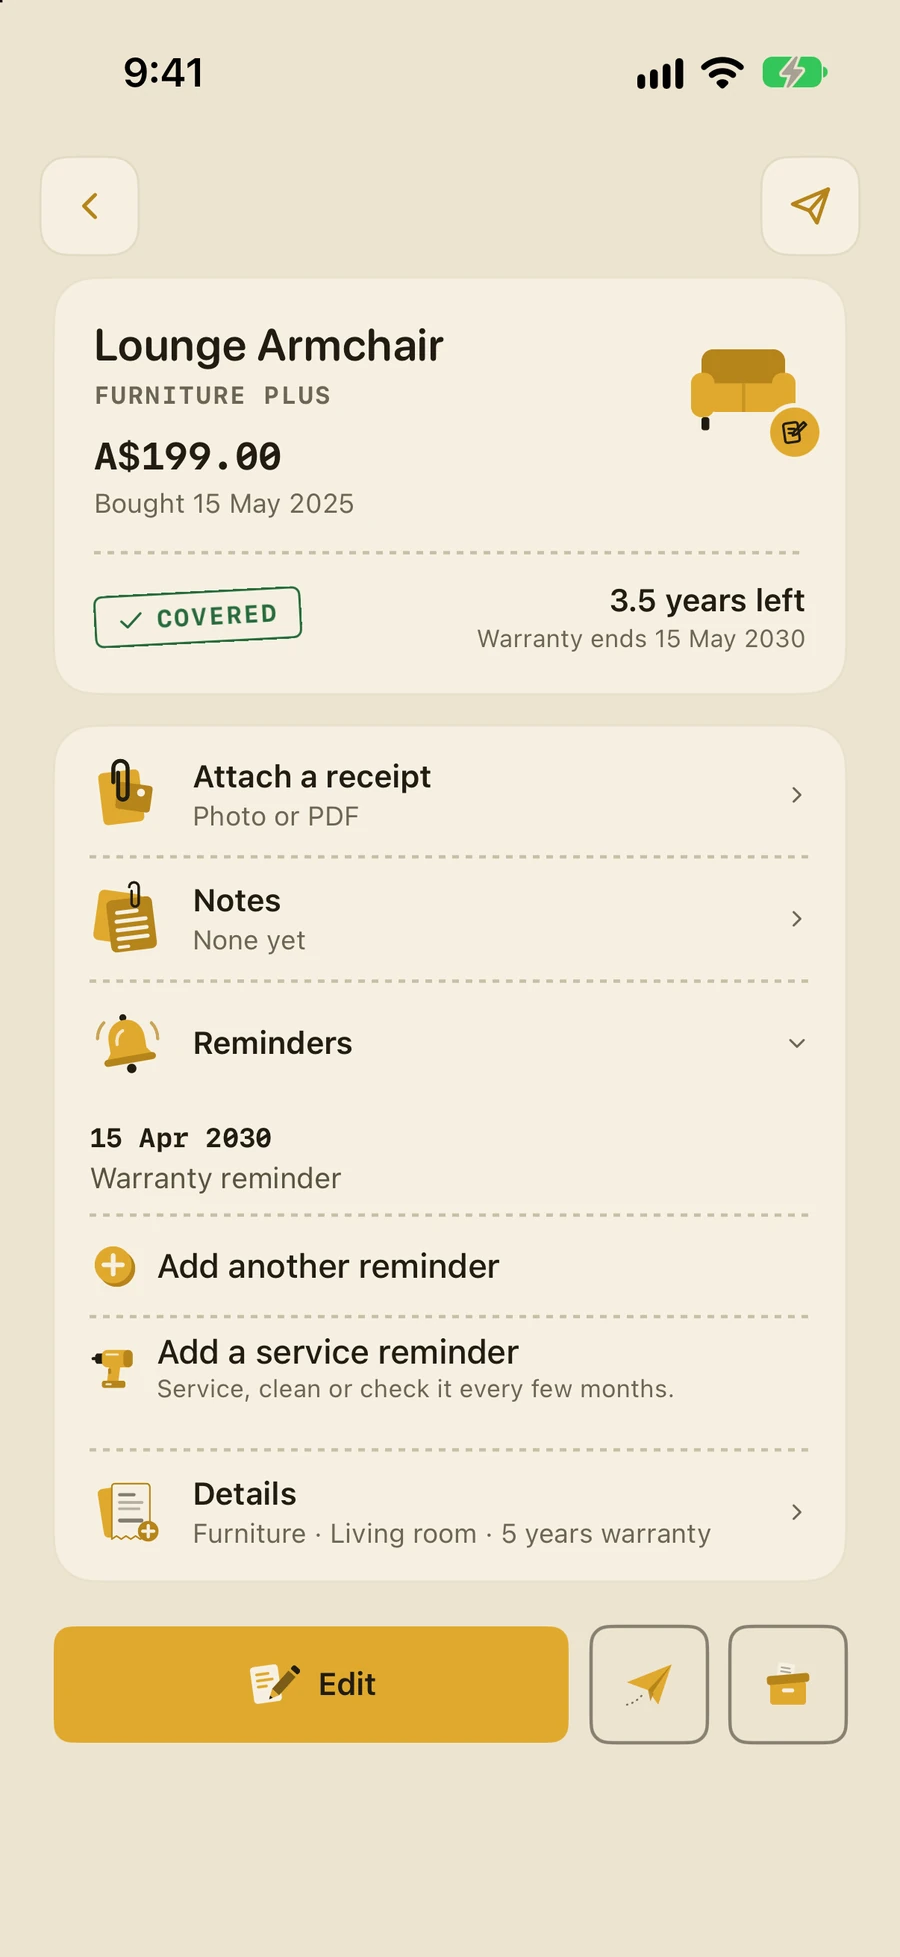 9:41
Lounge Armchair
FURNITURE PLUS
A$199.00
Bought 15 May 2025
COVERED
3.5 years left
Warranty ends 15 May 2030
Attach a receipt
Photo or PDF
Notes
None yet
Reminders
15 Apr 2030
Warranty reminder
Add another reminder
Add a service reminder
Service, clean or check it every few months.
Details
Furniture · Living room · 5 years warranty
Edit